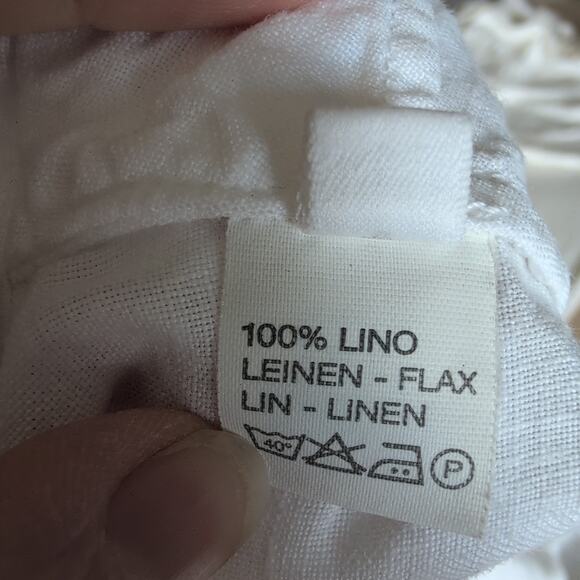 100% LINO
LEINEN - FLAX
LIN - LINEN
40° P